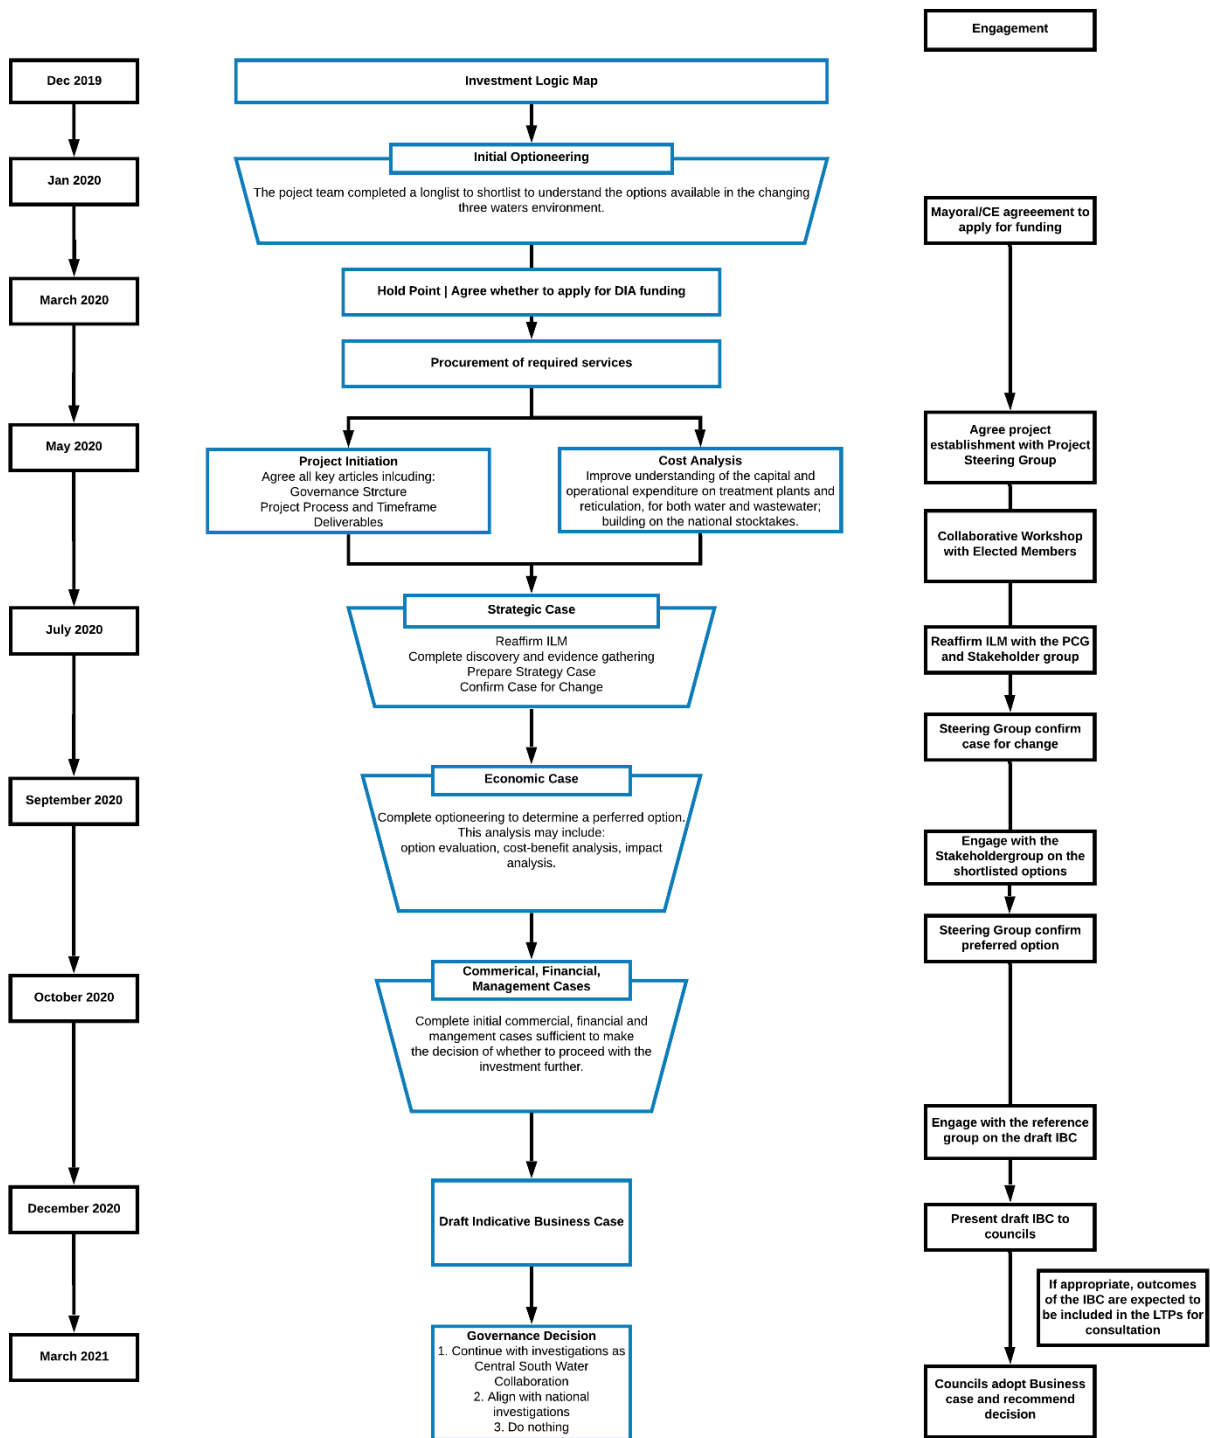 Engagement
Dec 2019
Investment Logic Map
Initial Optioneering
Jan 2020
The poject team completed a longlist to shortlist to understand the options available in the changing
three waters environment.
Mayoral/CE agreeement to
apply for funding
March 2020
Hold Point | Agree whether to apply for DIA funding
Procurement of required services
May 2020
Project Initiation
Agree all key articles inlcuding:
Governance Strcture
Project Process and Timeframe
Deliverables
Cost Analysis
Improve understanding of the capital and
operational expenditure on treatment plants and
reticulation, for both water and wastewater;
building on the national stocktakes.
Agree project
establishment with Project
Steering Group
Collaborative Workshop
with Elected Members
July 2020
Strategic Case
Reaffirm ILM
Complete discovery and evidence gathering
Prepare Strategy Case
Confirm Case for Change
Reaffirm ILM with the PCG
and Stakeholder group
Steering Group confirm
case for change
September 2020
Economic Case
Complete optioneering to determine a perferred option.
This analysis may include:
option evaluation, cost-benefit analysis, impact
analysis.
Engage with the
Stakeholdergroup on the
shortlisted options
Steering Group confirm
preferred option
October 2020
Commerical, Financial,
Management Cases
Complete initial commercial, financial and
mangement cases sufficient to make
the decision of whether to proceed with the
investment further.
Engage with the reference
group on the draft IBC
December 2020
Draft Indicative Business Case
Present draft IBC to
councils
If appropriate, outcomes
of the IBC are expected to
be included in the LTPs for
consultation
March 2021
Governance Decision
1. Continue with investigations as
Central South Water
Collaboration
2. Align with national
investigations
3. Do nothing
Councils adopt Business
case and recommend
decision